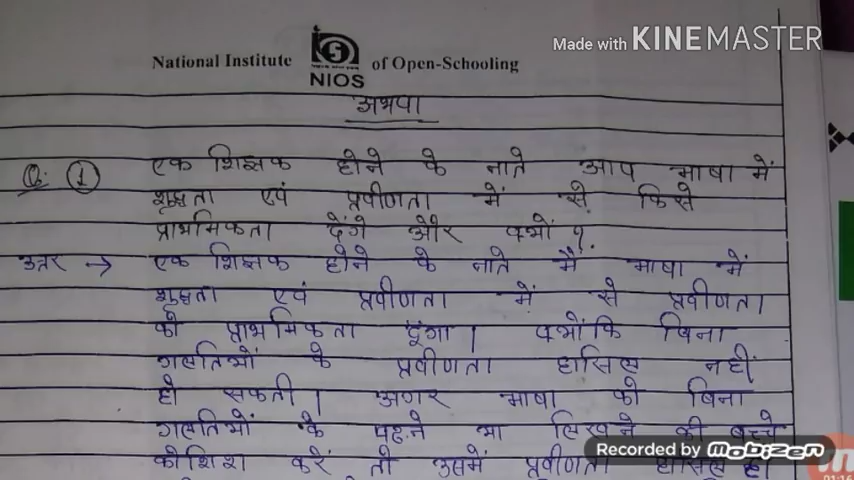 Made with KINEMASTER
National Institute NIOS of Open-Schooling
अथवा
Q. 1 एक शिक्षक होने के नाते आप भाषा में
शुद्धता एवं प्रवीणता में से किसे
प्राथमिकता देंगे और क्यों ?
उत्तर → एक शिक्षक होने के नाते मैं भाषा में
शुद्धता एवं प्रवीणता में से प्रवीणता
को प्राथमिकता दूंगा। क्योंकि बिना
गलतियों के प्रवीणता हासिल नहीं
हो सकती। अगर भाषा को बिना
गलतियों के पढ़ने या लिखने की बच्चे
कोशिश करें तो उसमें प्रवीणता हासिल हो
Recorded by mobizen
01:16